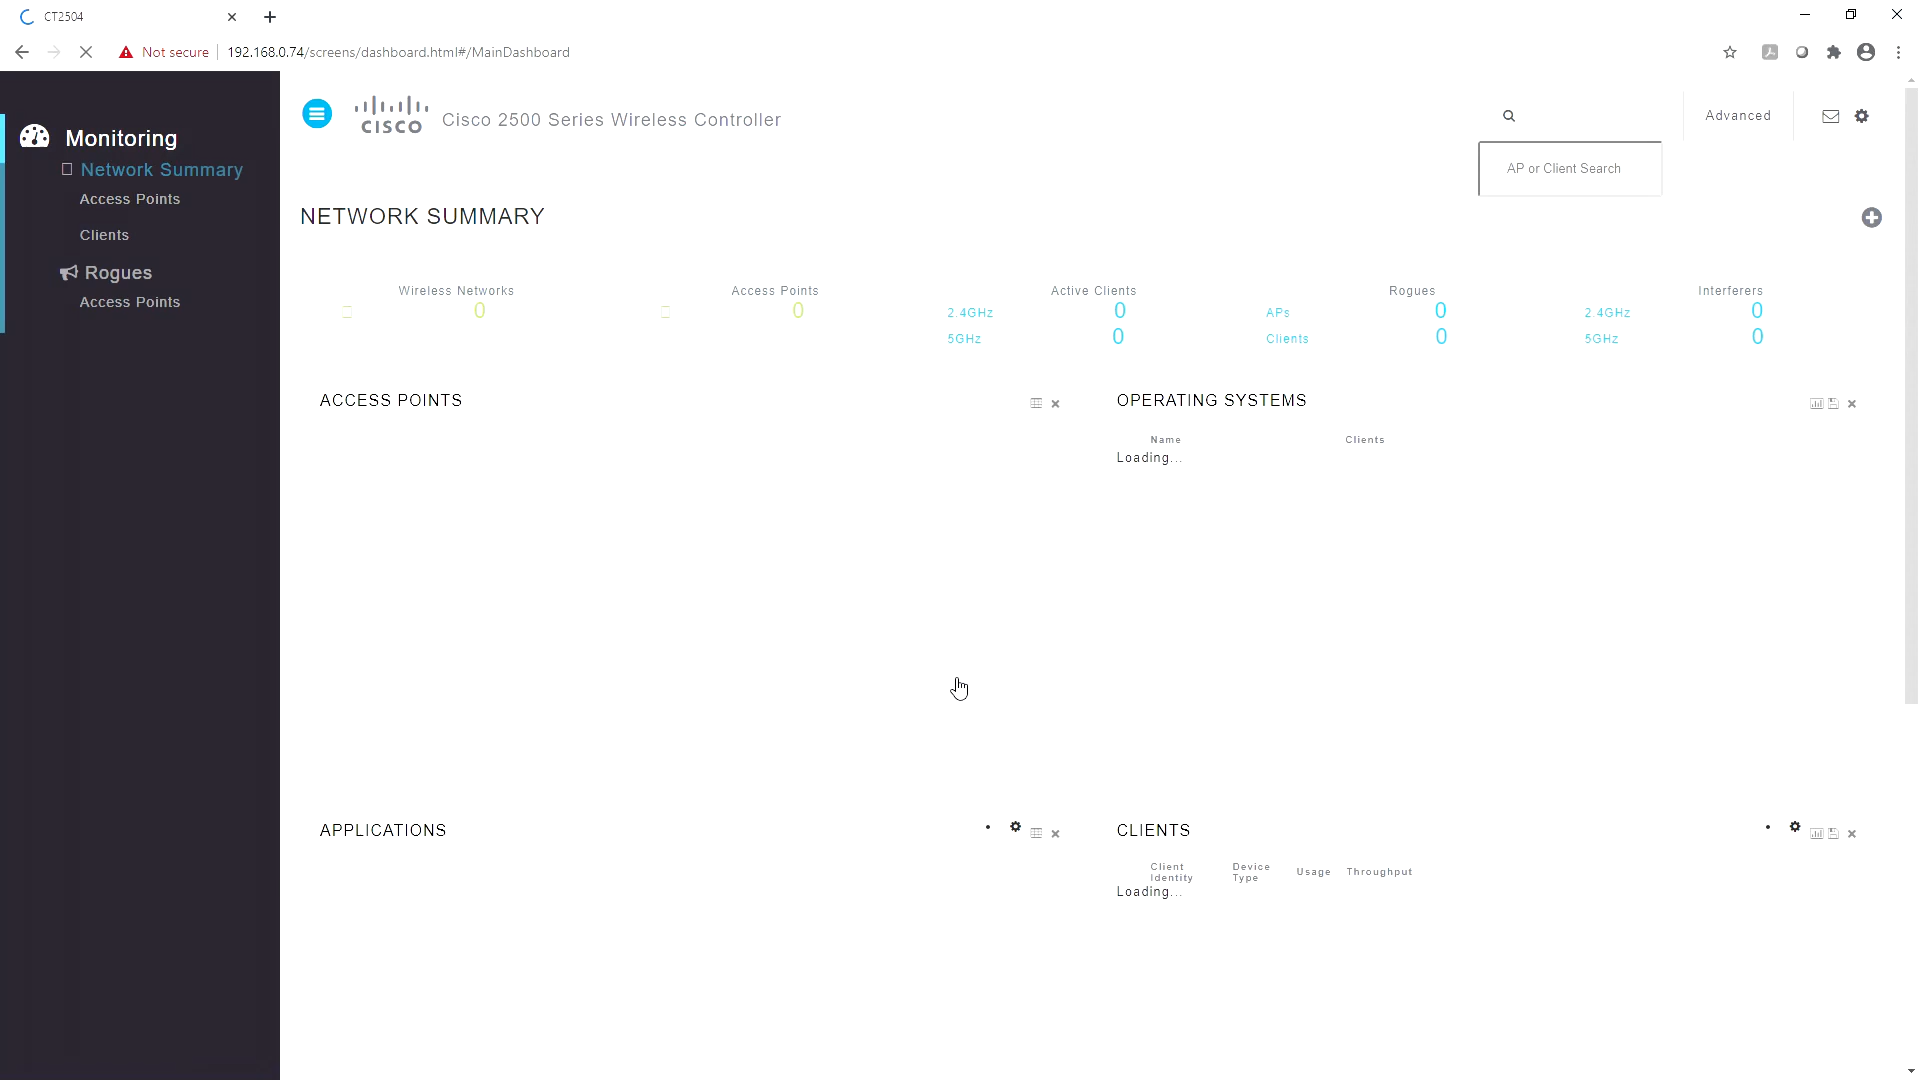 CT2504
Not secure
192.168.0.74/screens/dashboard.html#/MainDashboard
Monitoring
Network Summary
Access Points
Clients
Rogues
Access Points
CISCO
Cisco 2500 Series Wireless Controller
Advanced
AP or Client Search
NETWORK SUMMARY
Wireless Networks
0
Access Points
0
Active Clients
2.4GHz 0
5GHz 0
Rogues
APs 0
Clients 0
Interferers
2.4GHz 0
5GHz 0
ACCESS POINTS
OPERATING SYSTEMS
Name Clients
Loading...
APPLICATIONS
CLIENTS
Client Identity Device Type Usage Throughput
Loading...